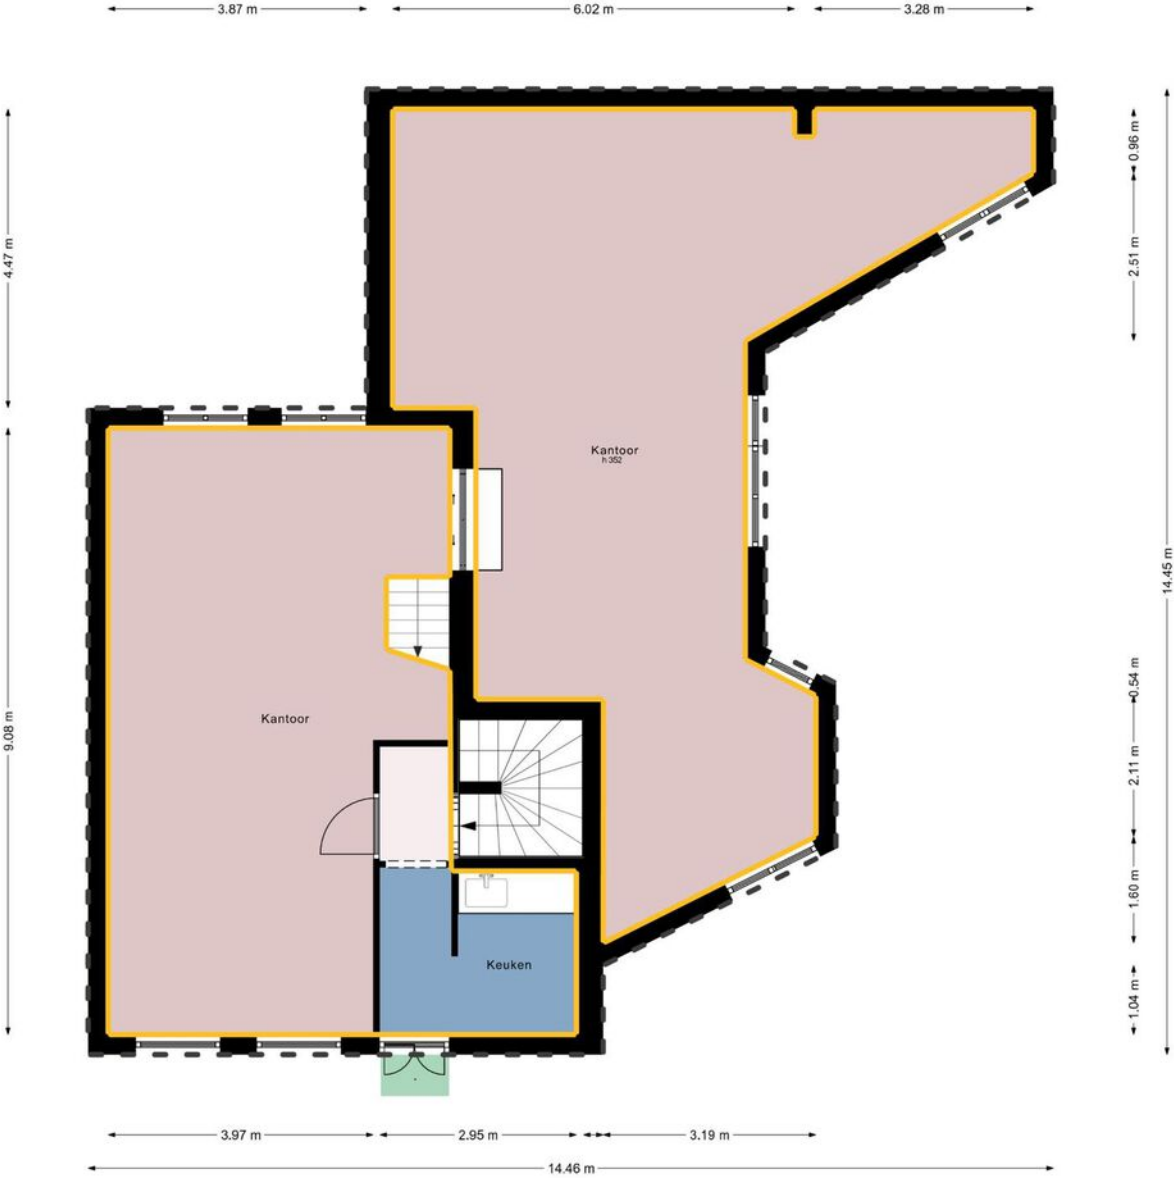 3.87 m
6.02 m
3.28 m
0.96 m
4.47 m
2.51 m
Kantoor
h 352
14.45 m
0.54 m
Kantoor
9.08 m
2.11 m
1.60 m
Keuken
1.04 m
3.97 m
2.95 m
3.19 m
14.46 m